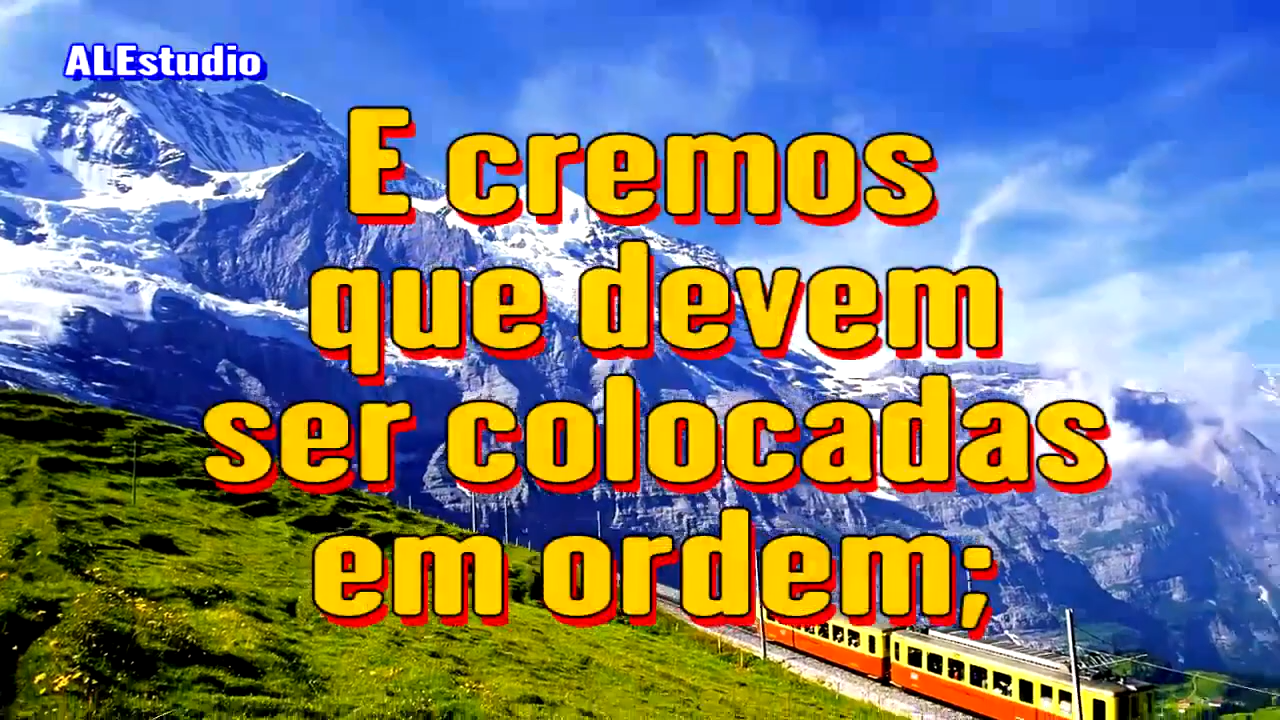 ALEstudio
E cremos
que devem
ser colocadas
em ordem;